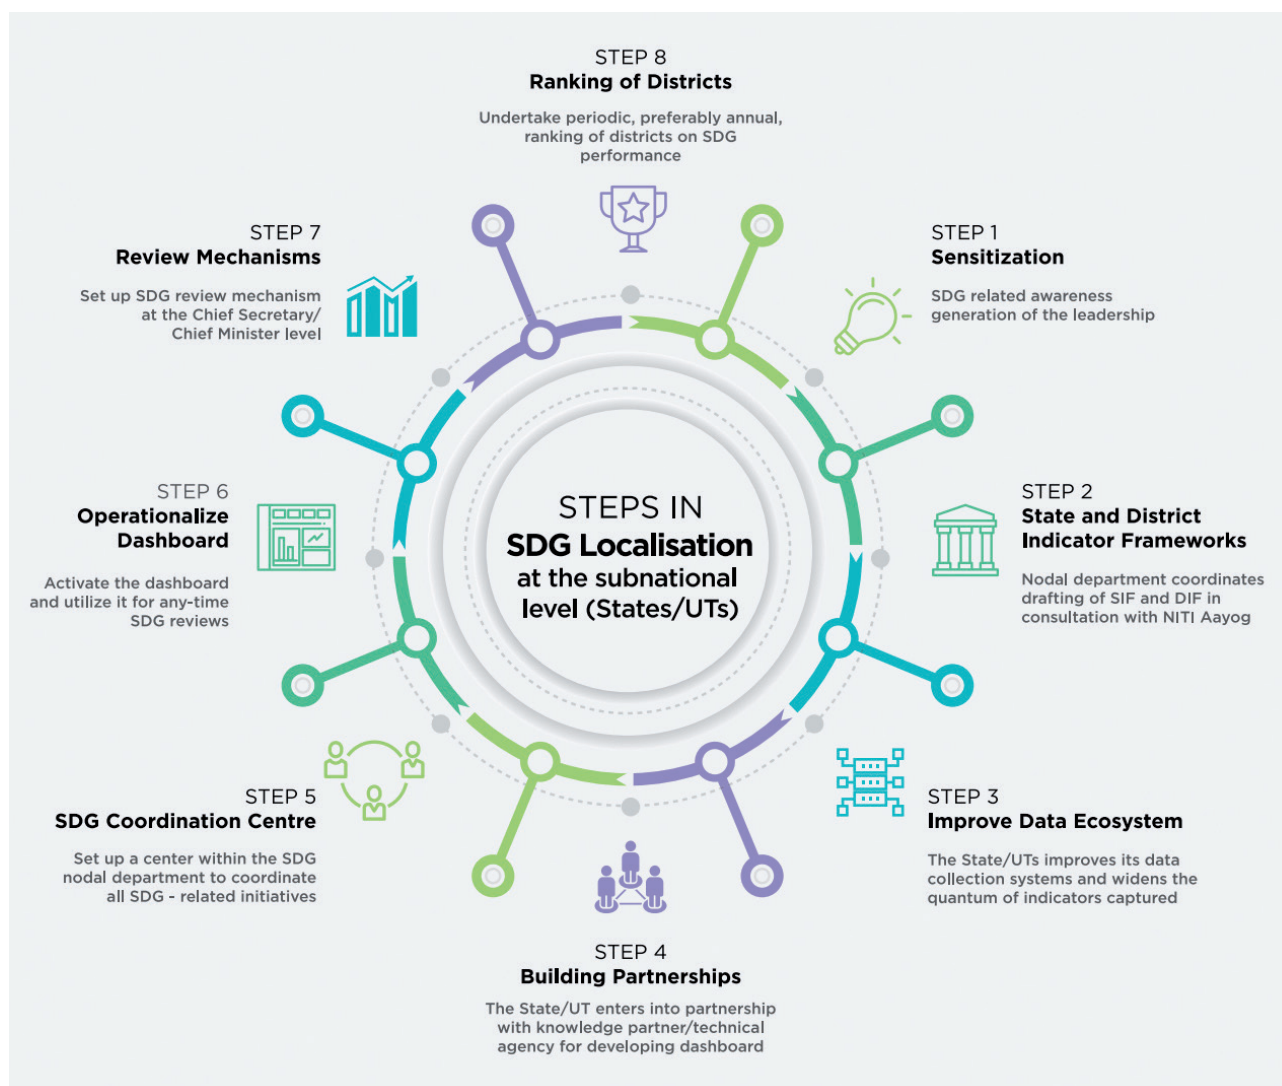 STEPS IN
SDG Localisation
at the subnational
level (States/UTs)
STEP 1
Sensitization
SDG related awareness
generation of the leadership
STEP 2
State and District
Indicator Frameworks
Nodal department coordinates
drafting of SIF and DIF in
consultation with NITI Aayog
STEP 3
Improve Data Ecosystem
The State/UTs improves its data
collection systems and widens the
quantum of indicators captured
STEP 4
Building Partnerships
The State/UT enters into partnership
with knowledge partner/technical
agency for developing dashboard
STEP 5
SDG Coordination Centre
Set up a center within the SDG
nodal department to coordinate
all SDG - related initiatives
STEP 6
Operationalize
Dashboard
Activate the dashboard
and utilize it for any-time
SDG reviews
STEP 7
Review Mechanisms
Set up SDG review mechanism
at the Chief Secretary/
Chief Minister level
STEP 8
Ranking of Districts
Undertake periodic, preferably annual,
ranking of districts on SDG
performance